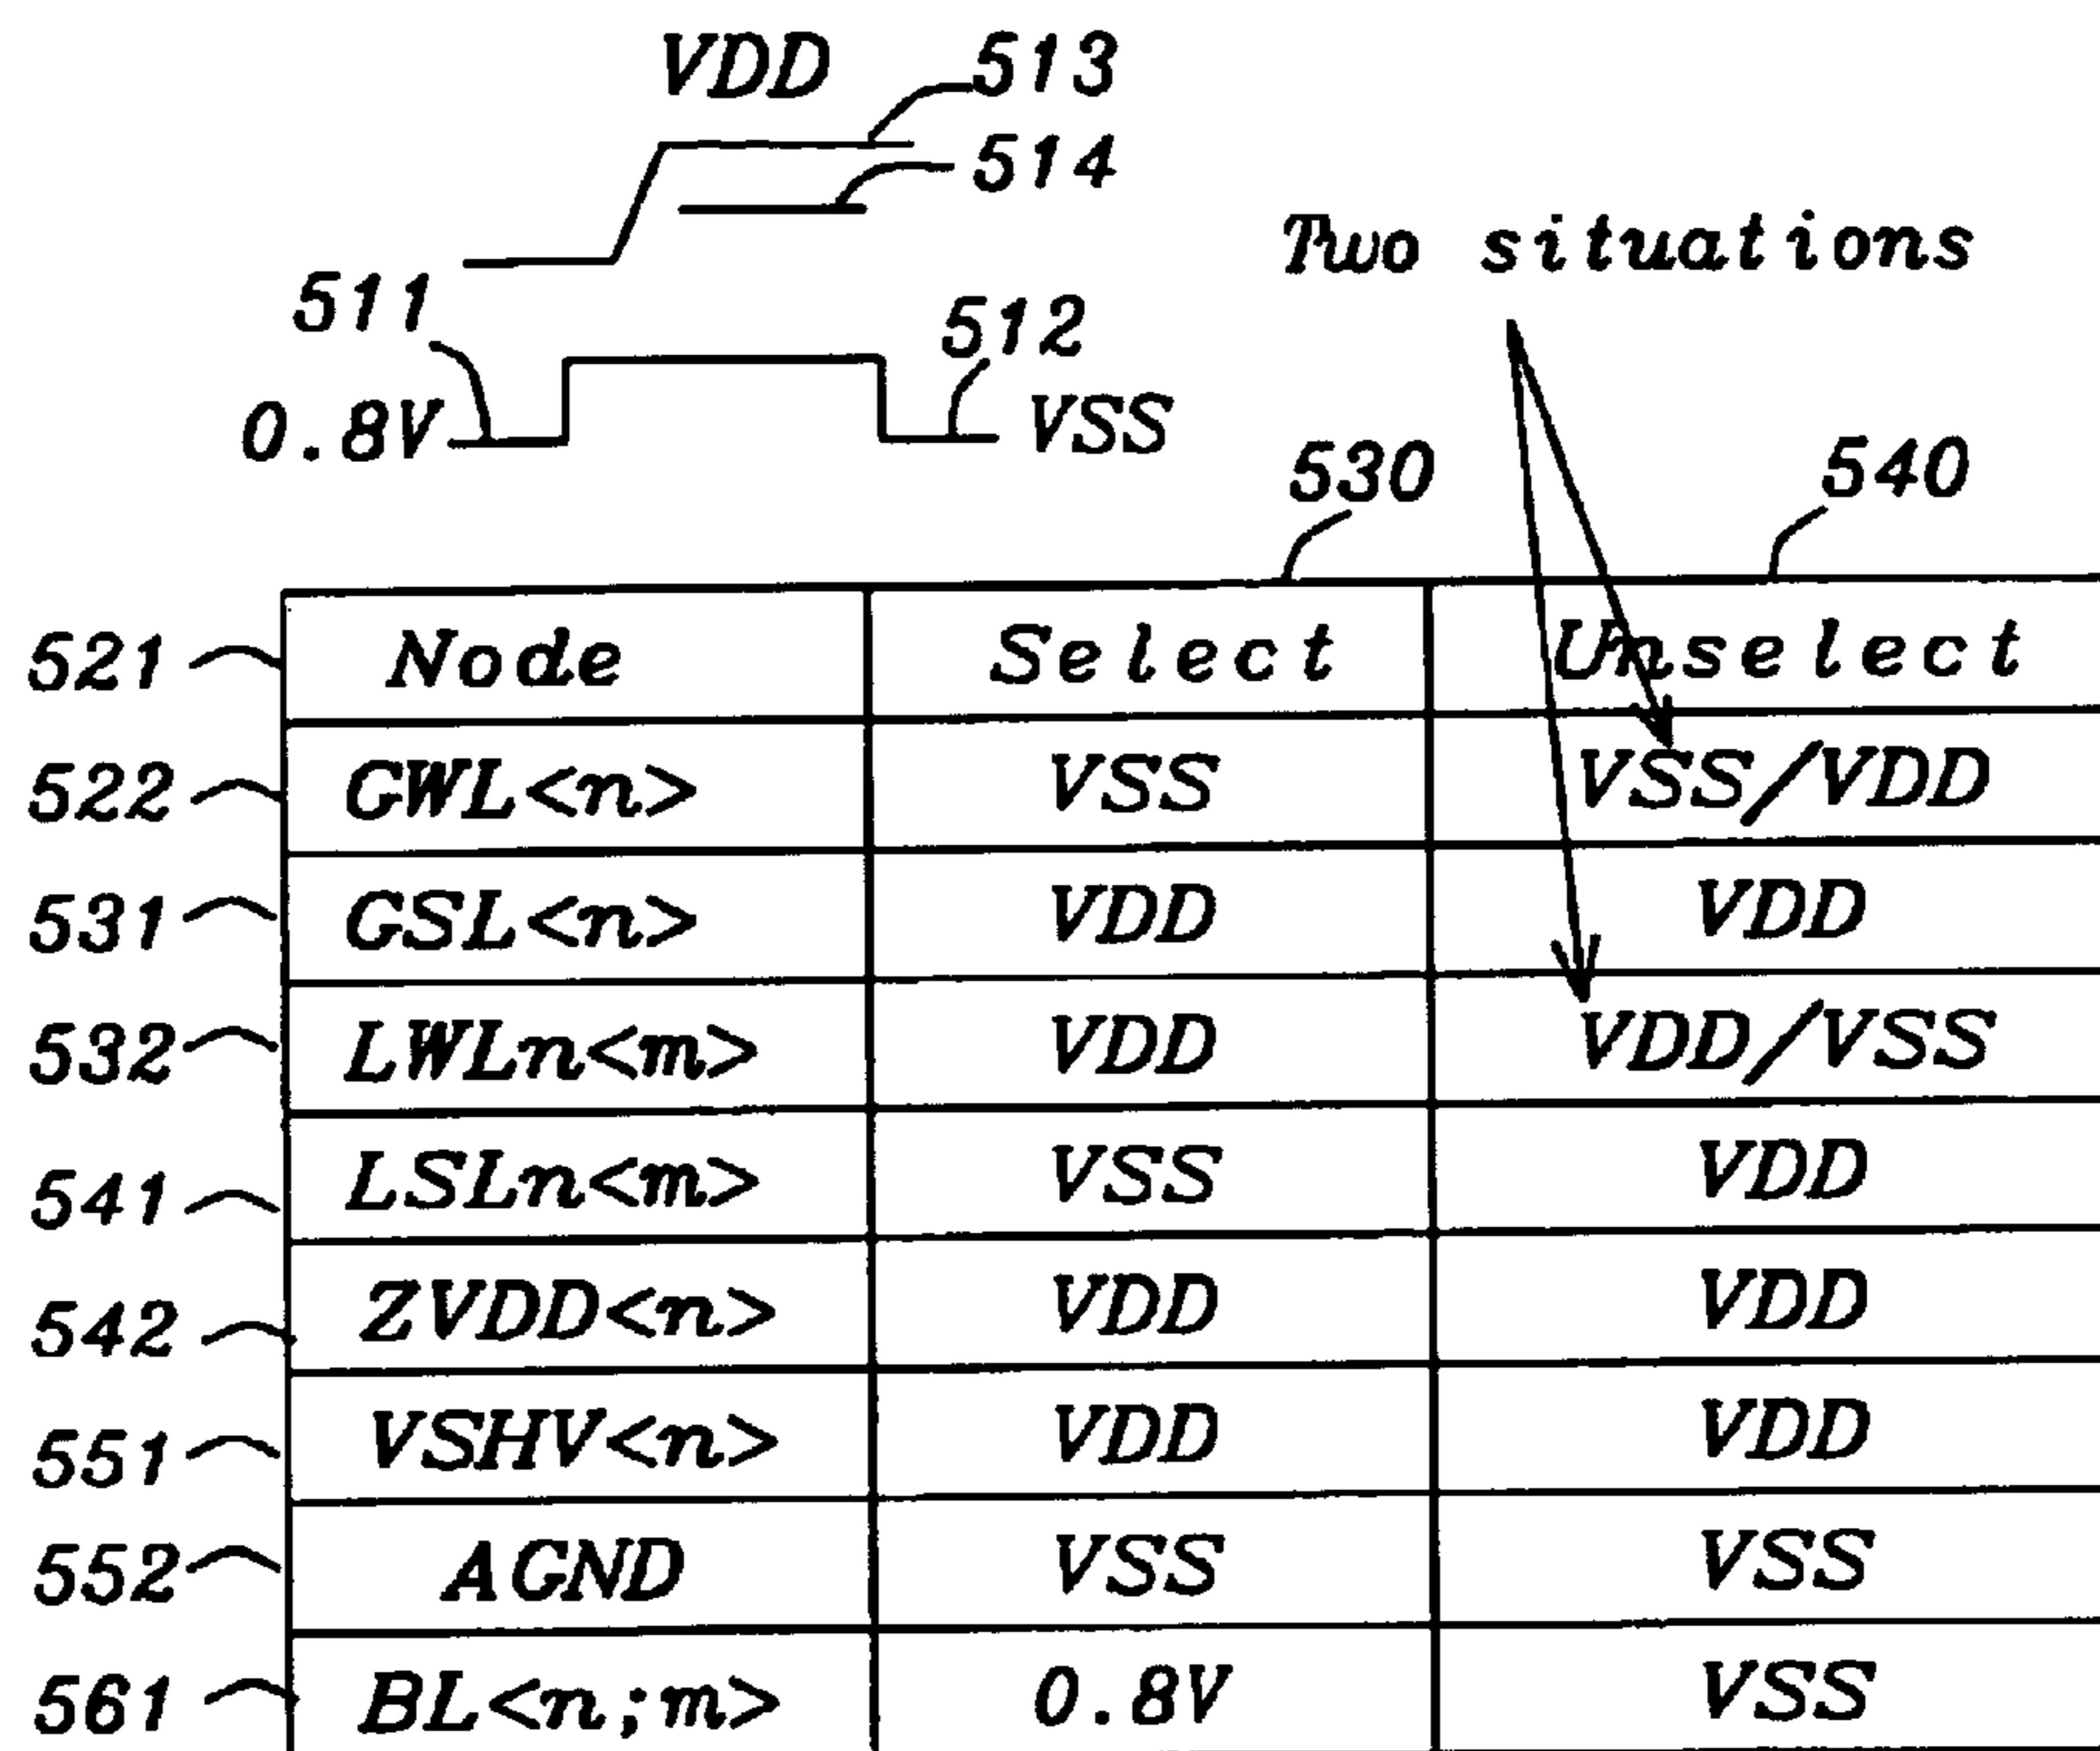 VDD 513
514
Two situations
511
512
0.8V VSS
530 540
521 Node Select Unselect
522 GWL<n> VSS VSS/VDD
531 GSL<n> VDD VDD
532 LWLn<m> VDD VDD/VSS
541 LSLn<m> VSS VDD
542 ZVDD<n> VDD VDD
551 VSHV<n> VDD VDD
552 AGND VSS VSS
561 BL<n;m> 0.8V VSS